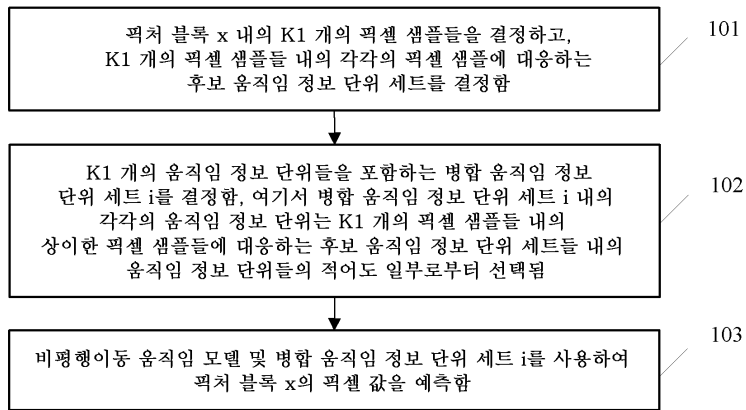 픽처 블록 x 내의 K1 개의 픽셀 샘플들을 결정하고,
K1 개의 픽셀 샘플들 내의 각각의 픽셀 샘플에 대응하는
후보 움직임 정보 단위 세트를 결정함
101
K1 개의 움직임 정보 단위들을 포함하는 병합 움직임 정보
단위 세트 i를 결정함, 여기서 병합 움직임 정보 단위 세트 i 내의
각각의 움직임 정보 단위는 K1 개의 픽셀 샘플들 내의
상이한 픽셀 샘플들에 대응하는 후보 움직임 정보 단위 세트들 내의
움직임 정보 단위들의 적어도 일부로부터 선택됨
102
비평행이동 움직임 모델 및 병합 움직임 정보 단위 세트 i를 사용하여
픽처 블록 x의 픽셀 값을 예측함
103